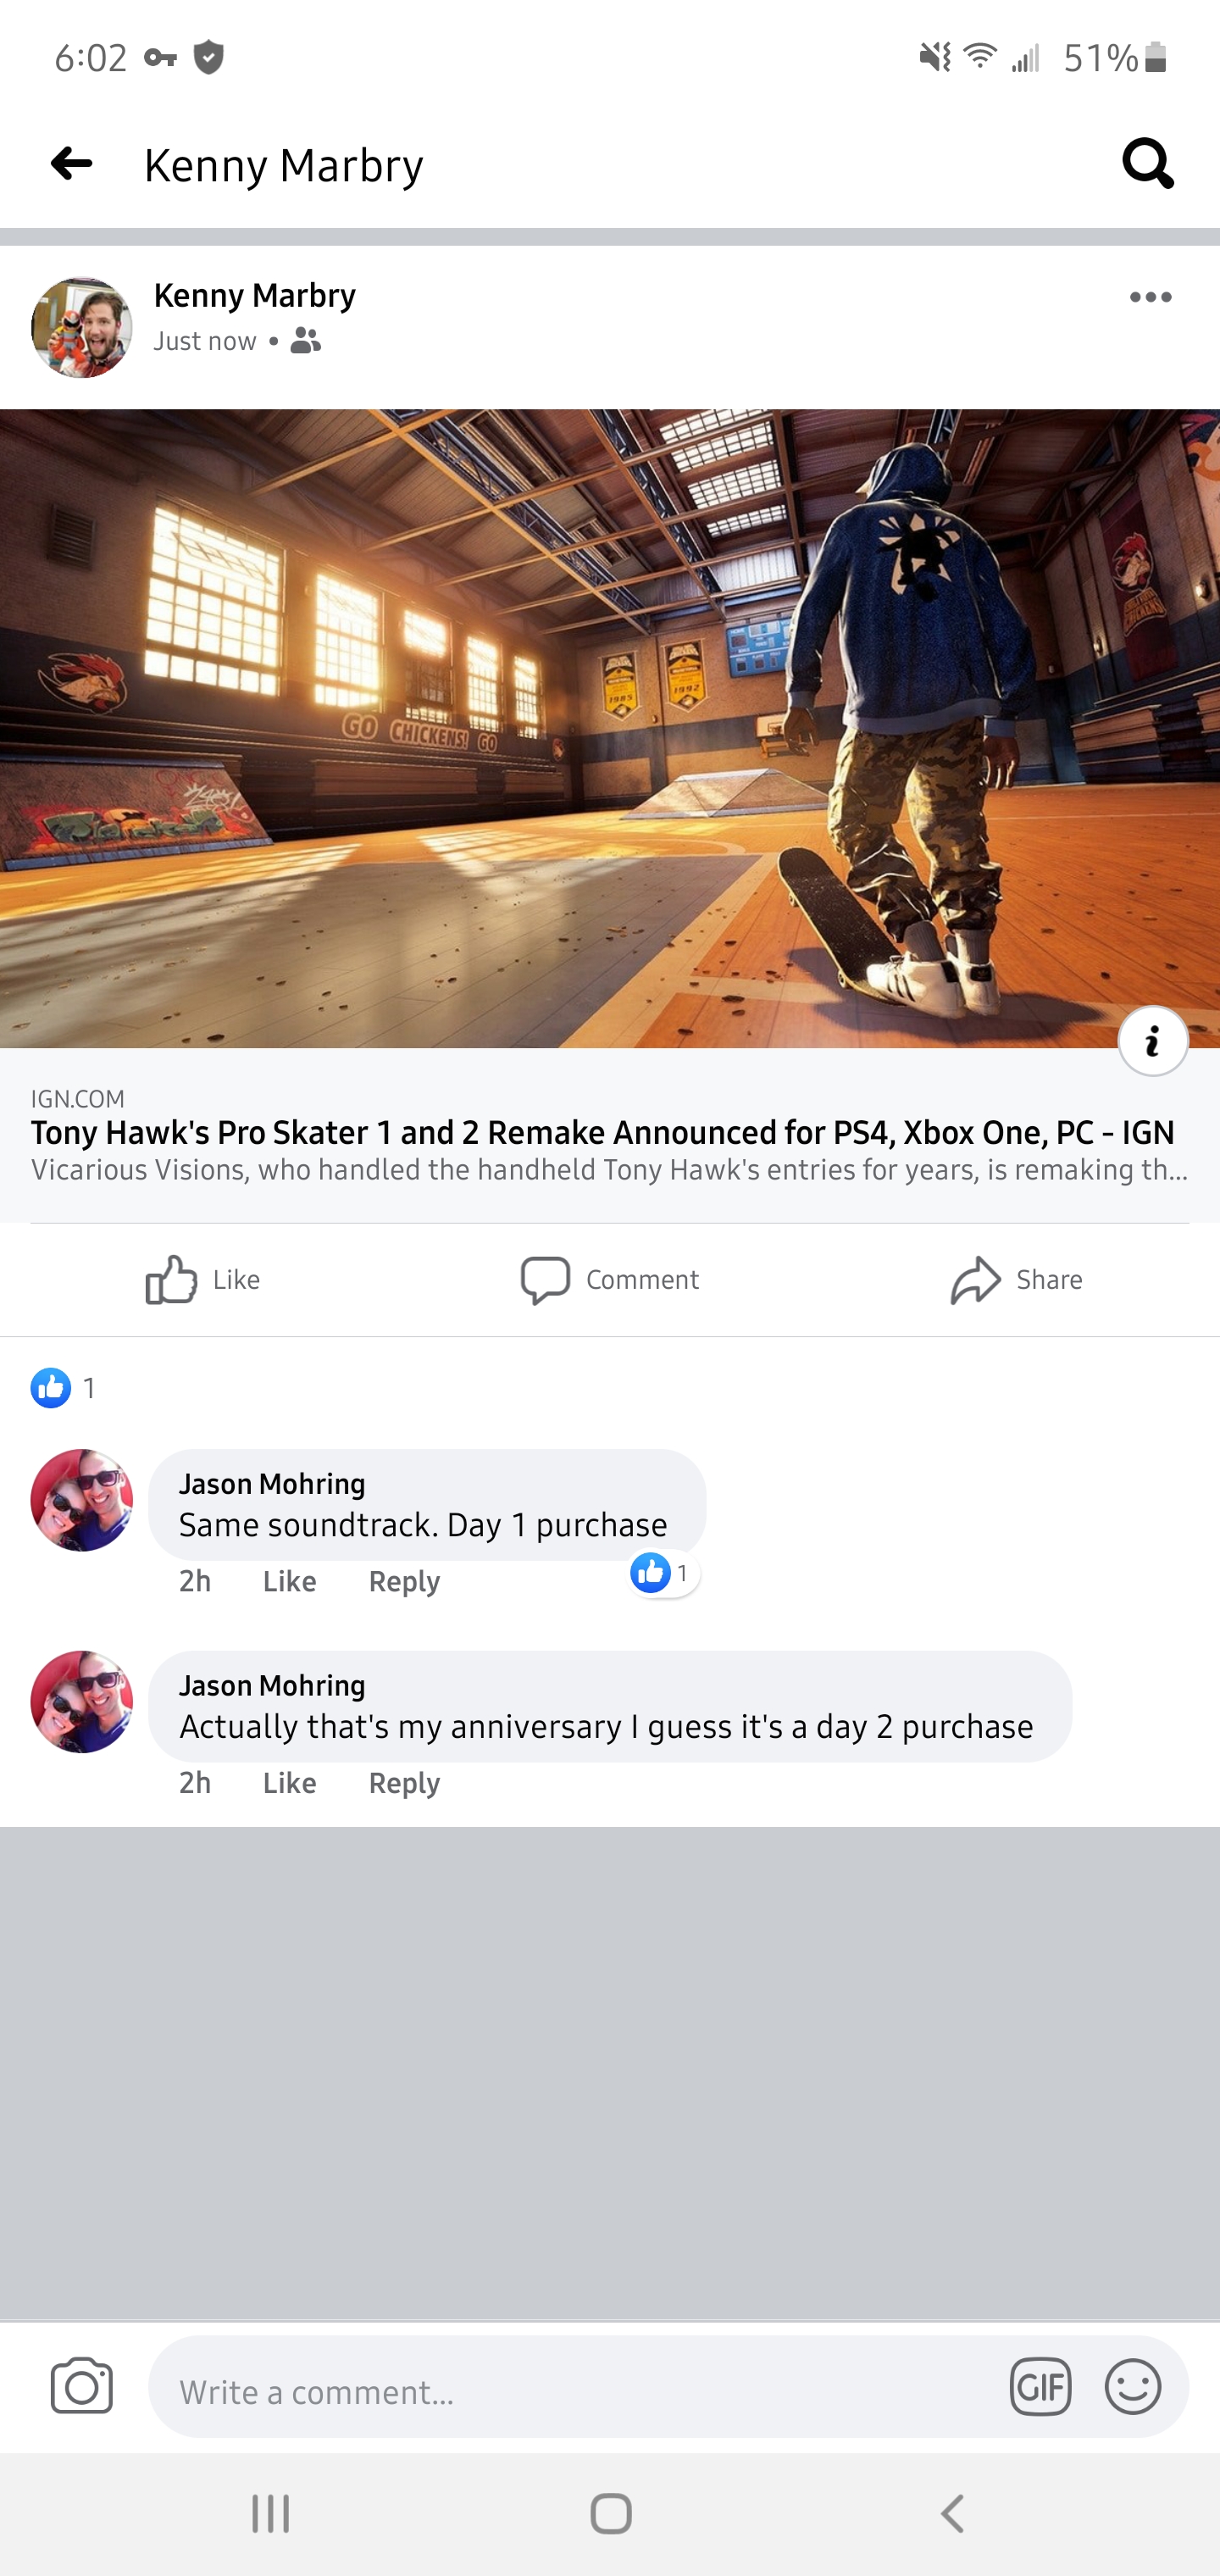 6:02
51%
Kenny Marbry
Kenny Marbry
Just now •
1985
1992
GO CHICKENS! GO
IGN.COM
Tony Hawk's Pro Skater 1 and 2 Remake Announced for PS4, Xbox One, PC - IGN
Vicarious Visions, who handled the handheld Tony Hawk's entries for years, is remaking th...
Like
Comment
Share
1
Jason Mohring
Same soundtrack. Day 1 purchase
2h Like Reply
1
Jason Mohring
Actually that's my anniversary I guess it's a day 2 purchase
2h Like Reply
Write a comment...
GIF